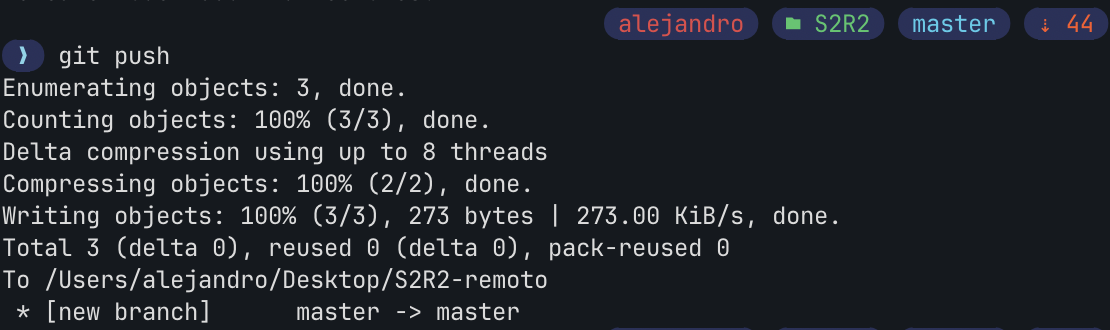 alejandro S2R2 master ⇣ 44
❯ git push
Enumerating objects: 3, done.
Counting objects: 100% (3/3), done.
Delta compression using up to 8 threads
Compressing objects: 100% (2/2), done.
Writing objects: 100% (3/3), 273 bytes | 273.00 KiB/s, done.
Total 3 (delta 0), reused 0 (delta 0), pack-reused 0
To /Users/alejandro/Desktop/S2R2-remoto
 * [new branch]      master -> master